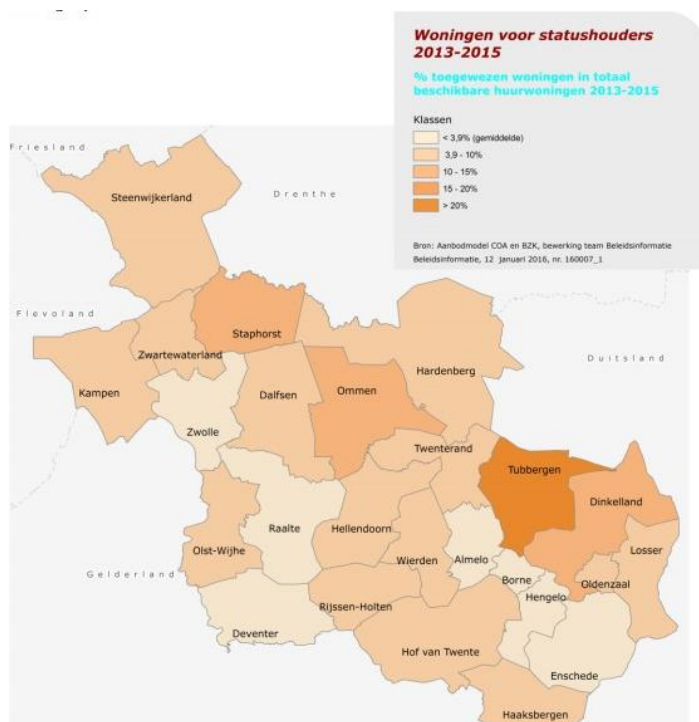 Woningen voor statushouders
2013-2015
% toegewezen woningen in totaal
beschikbare huurwoningen 2013-2015
Klassen
< 3,9% (gemiddelde)
3,9 - 10%
10 - 15%
15 - 20%
> 20%
Bron: Aanbodmodel COA en BZK, bewerking team Beleidsinformatie
Beleidsinformatie, 12 januari 2016, nr. 160007_1
Friesland
Drenthe
Steenwijkerland
Flevoland
Staphorst
Zwartewaterland
Duitsland
Hardenberg
Kampen
Dalfsen
Ommen
Zwolle
Twenterand
Tubbergen
Dinkelland
Raalte
Hellendoorn
Olst-Wijhe
Losser
Wierden
Almelo
Gelderland
Borne
Oldenzaal
Hengelo
Rijssen-Holten
Deventer
Hof van Twente
Enschede
Haaksbergen